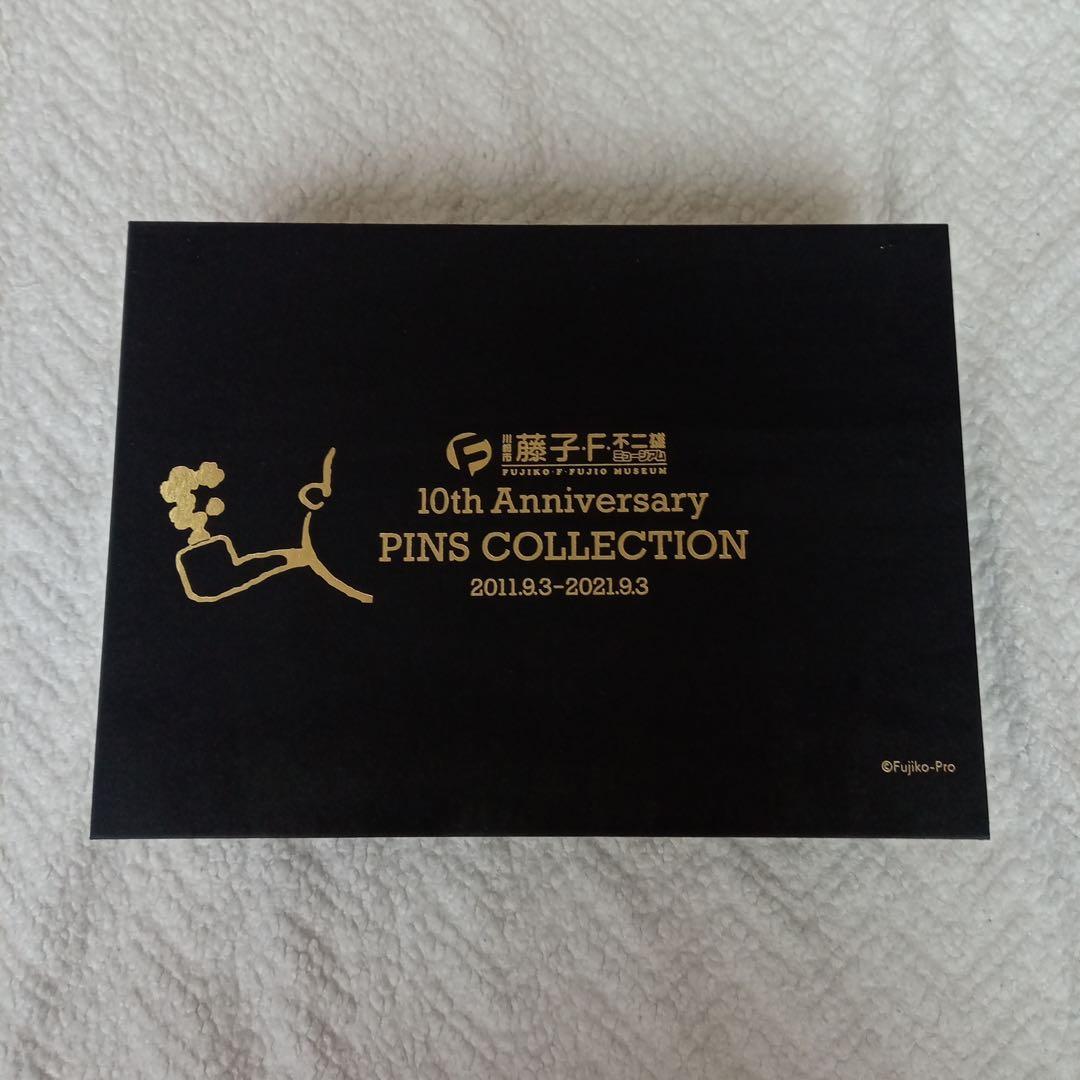 川崎市 藤子・F・不二雄 ミュージアム
FUJIKO・F・FUJIO MUSEUM
10th Anniversary
PINS COLLECTION
2011.9.3-2021.9.3
©Fujiko-Pro